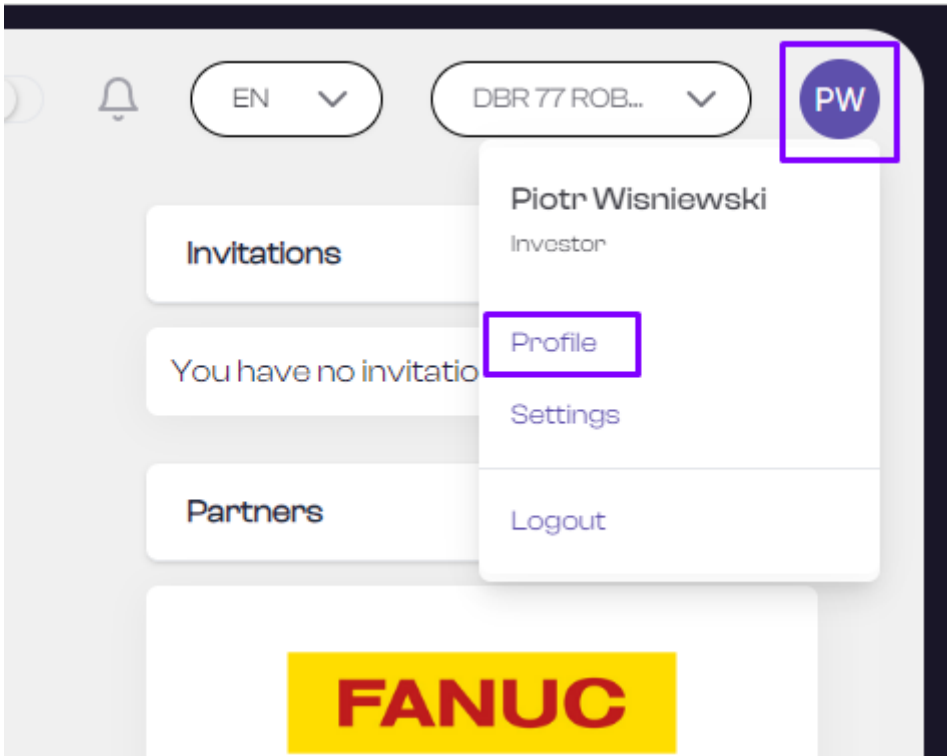 EN
DBR 77 ROB...
PW
Piotr Wisniewski
Investor
Invitations
Profile
You have no invitatio
Settings
Partners
Logout
FANUC